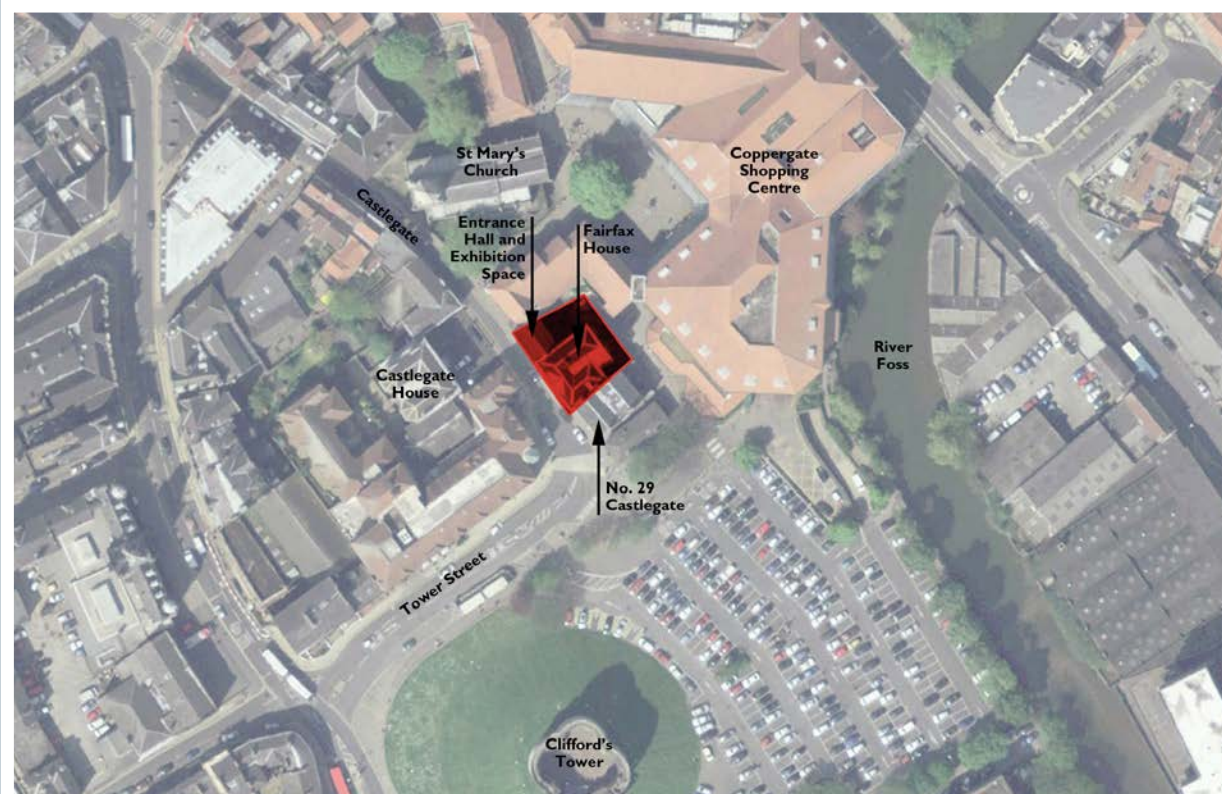 St Mary's
Church
Coppergate
Shopping
Centre
Castlegate
Entrance
Hall and
Exhibition
Space
Fairfax
House
River
Foss
Castlegate
House
No. 29
Castlegate
Tower Street
Clifford's
Tower